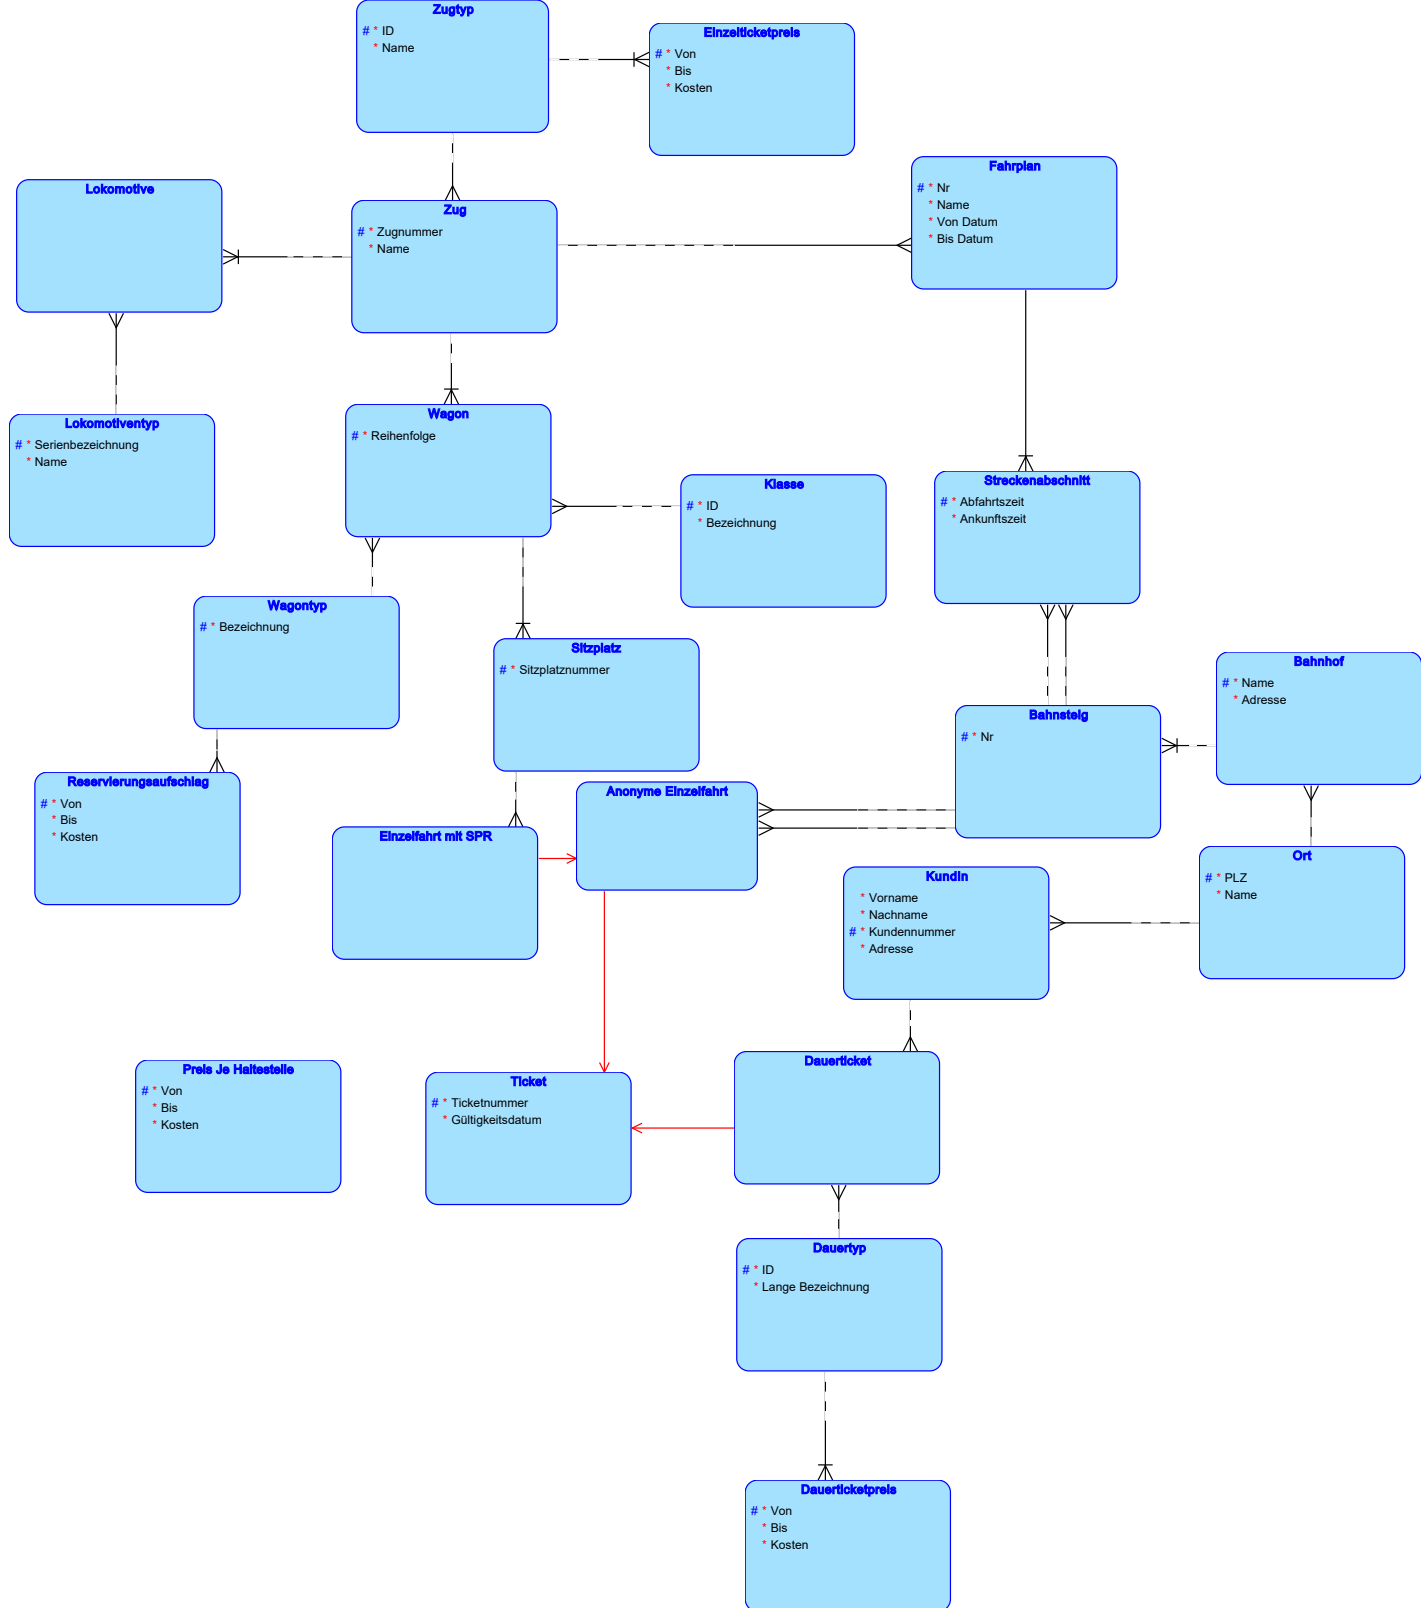 Zugtyp
# * ID
* Name
Einzelticketpreis
# * Von
* Bis
* Kosten
Fahrplan
# * Nr
* Name
* Von Datum
* Bis Datum
Lokomotive
Zug
# * Zugnummer
* Name
Lokomotiventyp
# * Serienbezeichnung
* Name
Wagon
# * Reihenfolge
Klasse
# * ID
* Bezeichnung
Streckenabschnitt
# * Abfahrtszeit
* Ankunftszeit
Wagontyp
# * Bezeichnung
Sitzplatz
# * Sitzplatznummer
Bahnhof
# * Name
* Adresse
Bahnsteig
# * Nr
Reservierungsaufschlag
# * Von
* Bis
* Kosten
Anonyme Einzelfahrt
Einzelfahrt mit SPR
Ort
# * PLZ
* Name
KundIn
* Vorname
* Nachname
# * Kundennummer
* Adresse
Preis Je Haltestelle
# * Von
* Bis
* Kosten
Ticket
# * Ticketnummer
* Gültigkeitsdatum
Dauerticket
Dauertyp
# * ID
* Lange Bezeichnung
Dauerticketpreis
# * Von
* Bis
* Kosten